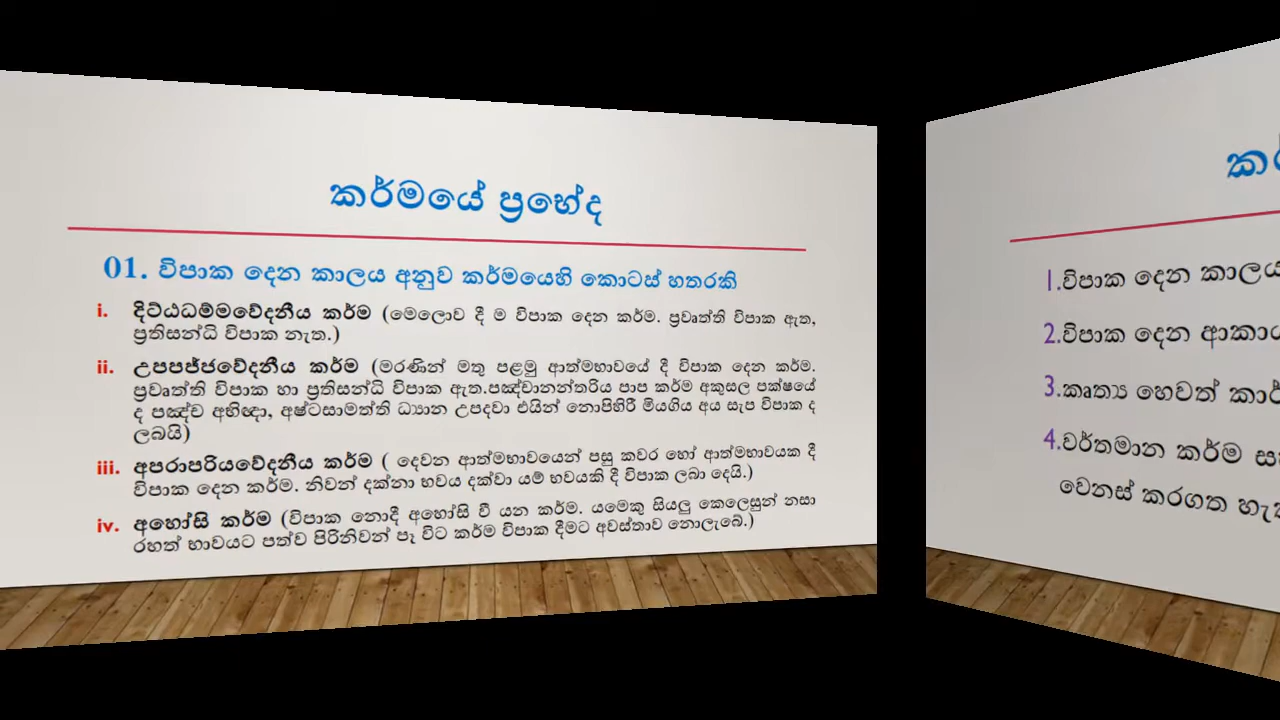 කර්මයේ ප්‍රභේද
01. විපාක දෙන කාලය අනුව කර්මයෙහි කොටස් හතරකි
i. දිට්ඨධම්මවේදනීය කර්ම (මෙලොව දී ම විපාක දෙන කර්ම. ප්‍රවෘත්ති විපාක ඇත,
ප්‍රතිසන්ධි විපාක නැත.)
ii. උපපජ්ජවේදනීය කර්ම (මරණින් මතු පළමු ආත්මභාවයේ දී විපාක දෙන කර්ම.
ප්‍රවෘත්ති විපාක හා ප්‍රතිසන්ධි විපාක ඇත.පඤ්චානන්තරිය පාප කර්ම අකුසල පක්ෂයේ
ද පඤ්ච අභිඥා, අෂ්ටසාමත්ති ධ්‍යාන උපදවා එයින් නොපිහිරී මියගිය අය සැප විපාක ද
ලබයි)
iii. අපරාපරියවේදනීය කර්ම ( දෙවන ආත්මභාවයෙන් පසු කවර හෝ ආත්මභාවයක දී
විපාක දෙන කර්ම. නිවන් දක්නා භවය දක්වා යම් භවයකි දී විපාක ලබා දෙයි.)
iv. අහෝසි කර්ම (විපාක නොදී අහෝසි වී යන කර්ම. යමෙකු සියලු කෙලෙසුන් නසා
රහත් භාවයට පත්ව පිරිනිවන් පෑ විට කර්ම විපාක දීමට අවස්තාව නොලැබේ.)
1.විපාක දෙන කාලය
2.විපාක දෙන
3.කෘත්‍ය හෙවත්
4.වර්තමාන කර්ම
වෙනස් කරගත